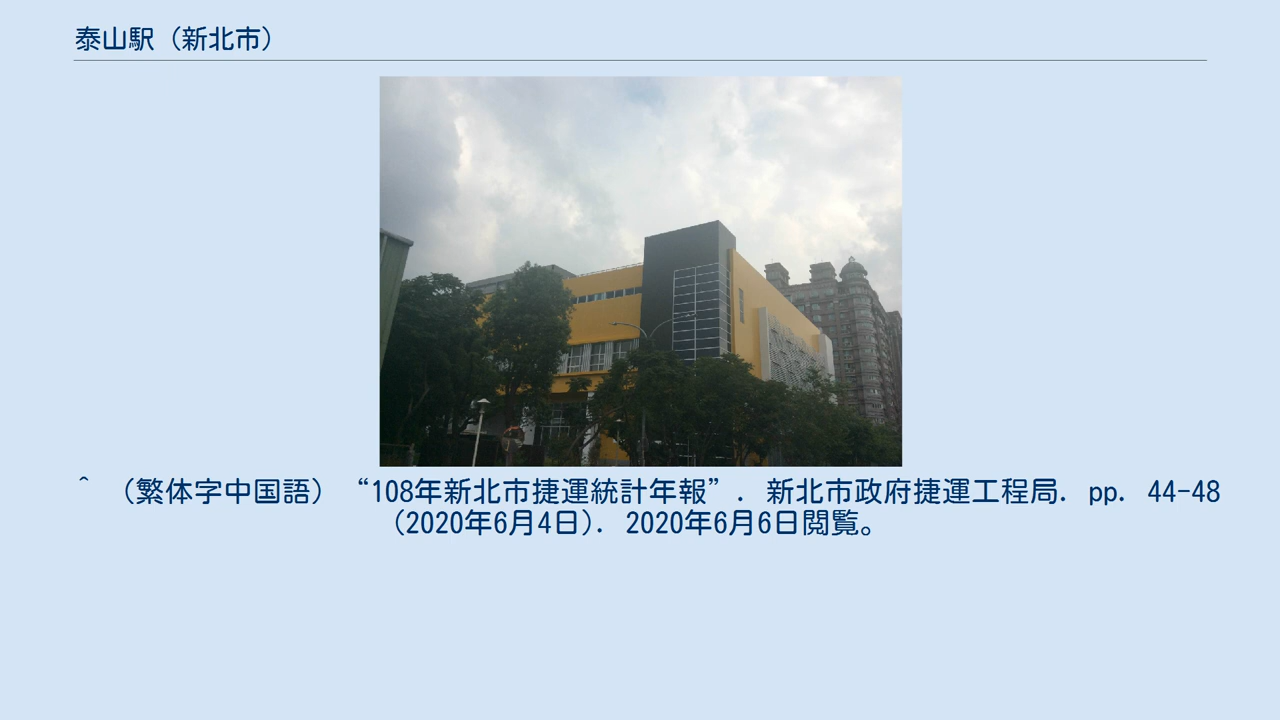 泰山駅（新北市）
^ （繁体字中国語） “108年新北市捷運統計年報”. 新北市政府捷運工程局. pp. 44-48
(2020年6月4日). 2020年6月6日閲覧。